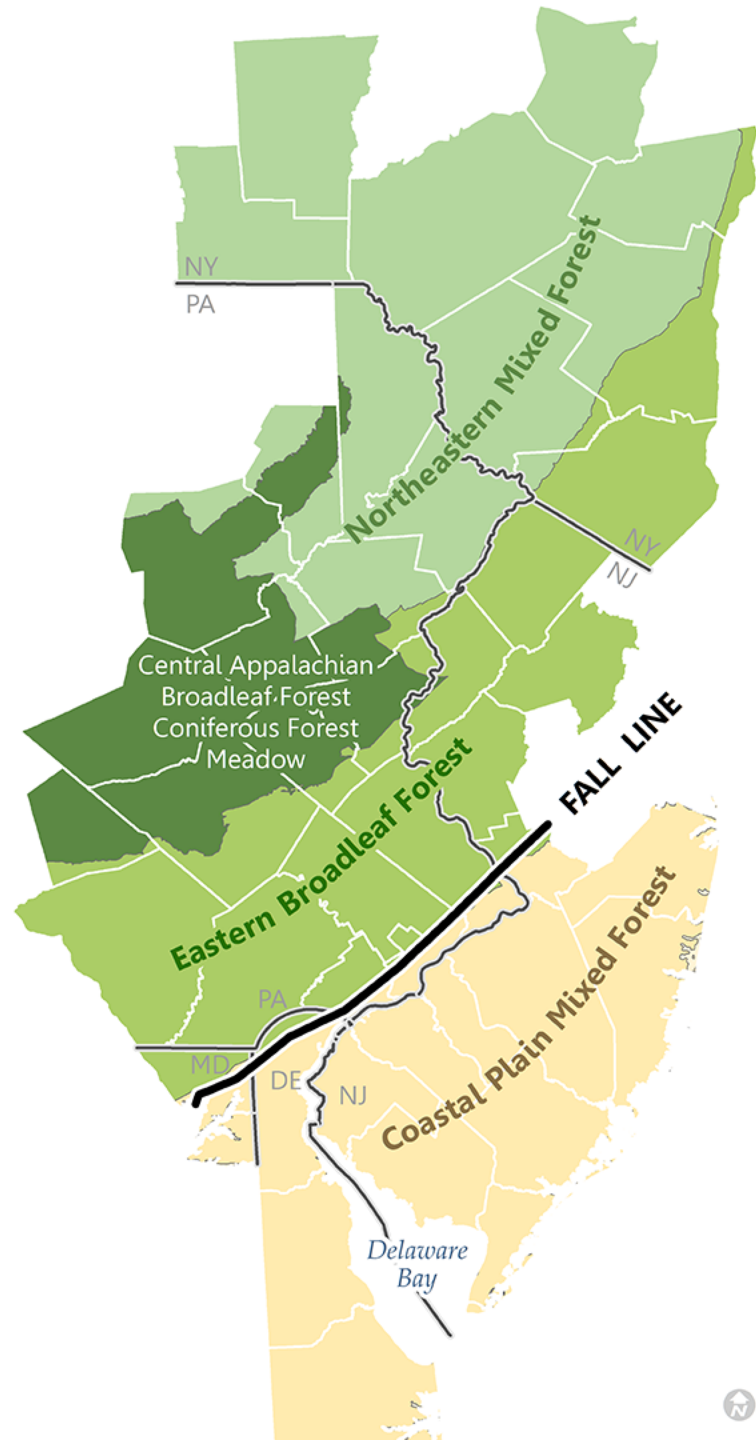 NY
PA
Northeastern Mixed Forest
NY
NJ
Central Appalachian
Broadleaf Forest
Coniferous Forest
Meadow
FALL LINE
Eastern Broadleaf Forest
Coastal Plain Mixed Forest
PA
MD
DE
NJ
Delaware
Bay
N